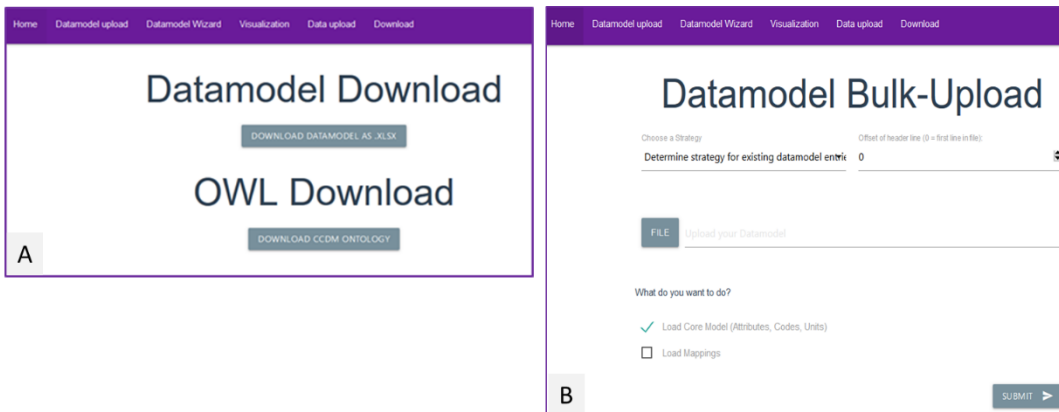 Home Datamodel upload Datamodel Wizard Visualization Data upload Download
Datamodel Download
DOWNLOAD DATAMODEL AS .XLSX
OWL Download
DOWNLOAD CCDM ONTOLOGY
A
Home Datamodel upload Datamodel Wizard Visualization Data upload Download
Datamodel Bulk-Upload
Choose a Strategy Offset of header line (0 = first line in file):
Determine strategy for existing datamodel entrie 0
FILE Upload your Datamodel
What do you want to do?
Load Core Model (Attributes, Codes, Units)
Load Mappings
B
SUBMIT